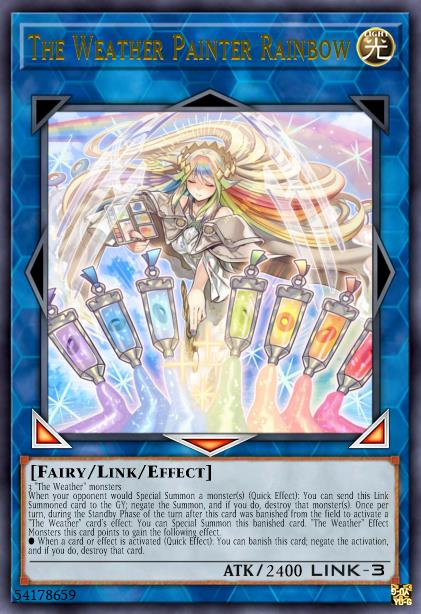 The Weather Painter Rainbow
LIGHT
光
[Fairy/Link/Effect]
3 "The Weather" monsters
When your opponent would Special Summon a monster(s) (Quick Effect): You can send this Link
Summoned card to the GY; negate the Summon, and if you do, destroy that monster(s). Once per
turn, during the Standby Phase of the turn after this card was banished from the field to activate a
"The Weather" card's effect: You can Special Summon this banished card. "The Weather" Effect
Monsters this card points to gain the following effect.
● When a card or effect is activated (Quick Effect): You can banish this card; negate the activation,
and if you do, destroy that card.
ATK/2400 LINK-3
54178659